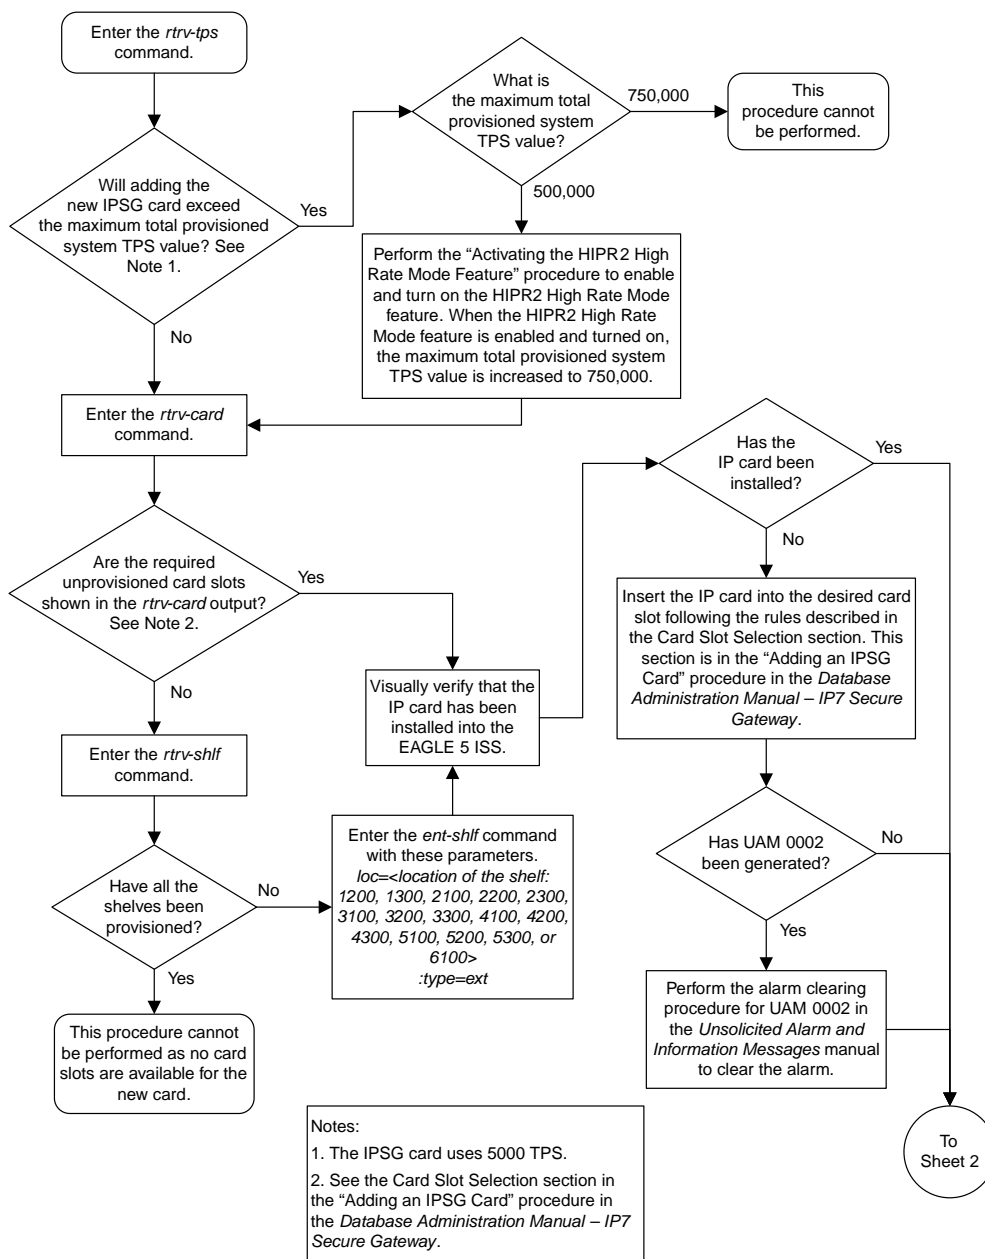 Enter the rtrv-tps
command.
Will adding the
new IPSG card exceed
the maximum total provisioned
system TPS value? See
Note 1.
Yes
No
What is
the maximum total
provisioned system
TPS value?
750,000
This
procedure cannot
be performed.
500,000
Perform the “Activating the HIPR2 High
Rate Mode Feature” procedure to enable
and turn on the HIPR2 High Rate Mode
feature. When the HIPR2 High Rate
Mode feature is enabled and turned on,
the maximum total provisioned system
TPS value is increased to 750,000.
Enter the rtrv-card
command.
Are the required
unprovisioned card slots
shown in the rtrv-card output?
See Note 2.
Yes
No
Enter the rtrv-shlf
command.
Have all the
shelves been
provisioned?
No
Yes
This procedure cannot
be performed as no card
slots are available for the
new card.
Enter the ent-shlf command
with these parameters.
loc=<location of the shelf:
1200, 1300, 2100, 2200, 2300,
3100, 3200, 3300, 4100, 4200,
4300, 5100, 5200, 5300, or
6100>
:type=ext
Visually verify that the
IP card has been
installed into the
EAGLE 5 ISS.
Has the
IP card been
installed?
Yes
No
Insert the IP card into the desired card
slot following the rules described in
the Card Slot Selection section. This
section is in the “Adding an IPSG
Card” procedure in the Database
Administration Manual – IP7 Secure
Gateway.
Has UAM 0002
been generated?
No
Yes
Perform the alarm clearing
procedure for UAM 0002 in
the Unsolicited Alarm and
Information Messages manual
to clear the alarm.
To
Sheet 2
Notes:
1. The IPSG card uses 5000 TPS.
2. See the Card Slot Selection section in
the “Adding an IPSG Card” procedure in
the Database Administration Manual – IP7
Secure Gateway.